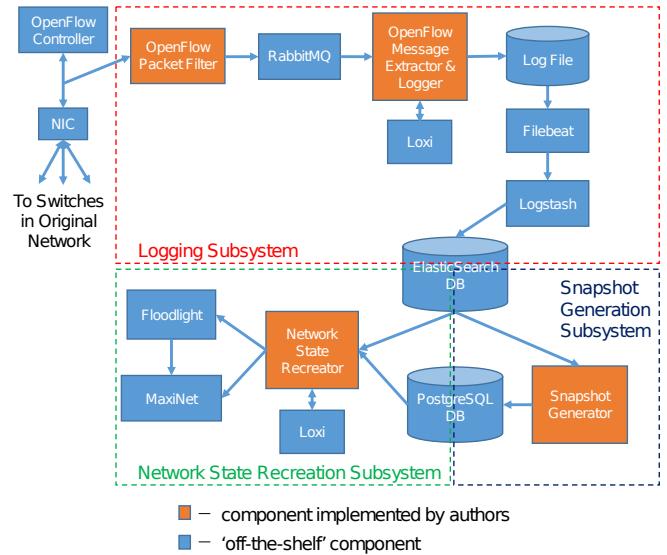 OpenFlow
Controller
OpenFlow
Packet Filter
RabbitMQ
OpenFlow
Message
Extractor &
Logger
Log File
NIC
Loxi
Filebeat
To Switches
in Original
Network
Logstash
Logging Subsystem
ElasticSearch
DB
Snapshot
Generation
Subsystem
Floodlight
Network
State
Recreator
MaxiNet
PostgreSQL
DB
Snapshot
Generator
Loxi
Network State Recreation Subsystem
– component implemented by authors
– ‘off-the-shelf’ component